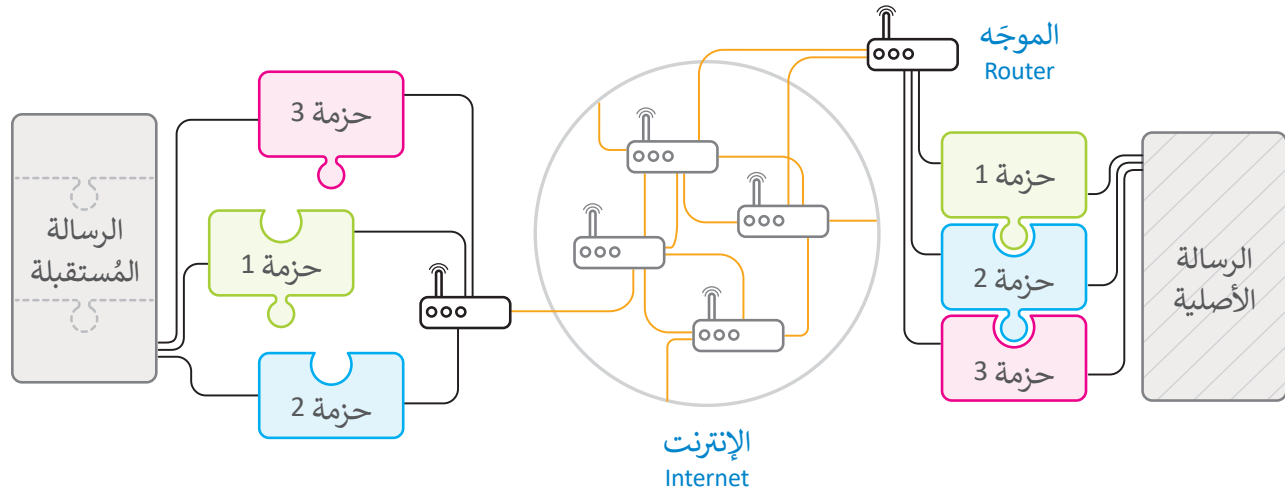 الموجَه
Router
الرسالة
الأصلية
حزمة 1
حزمة 2
حزمة 3
الإنترنت
Internet
حزمة 3
حزمة 1
حزمة 2
الرسالة
المُستقبلة